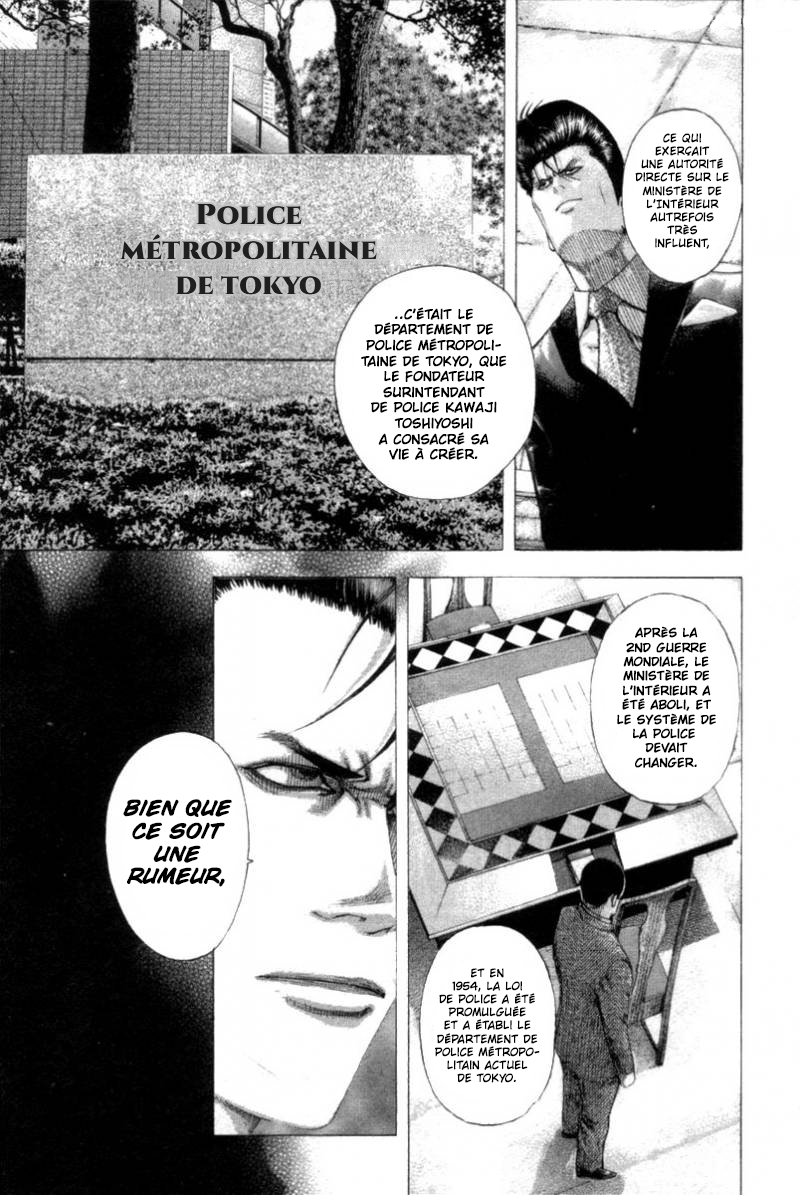 CE QUI
EXERÇAIT
UNE AUTORITÉ
DIRECTE SUR LE
MINISTÈRE DE
L'INTÉRIEUR
AUTREFOIS
TRÈS
INFLUENT,
POLICE
MÉTROPOLITAINE
DE TOKYO
..C'ÉTAIT LE
DÉPARTEMENT DE
POLICE MÉTROPOLI-
TAINE DE TOKYO, QUE
LE FONDATEUR
SURINTENDANT
DE POLICE KAWAJI
TOSHIYOSHI
A CONSACRÉ SA
VIE À CRÉER.
APRÈS LA
2ND GUERRE
MONDIALE, LE
MINISTÈRE DE
L'INTÉRIEUR A
ÉTÉ ABOLI, ET
LE SYSTÈME DE
LA POLICE
DEVAIT
CHANGER.
ET EN
1954, LA LOI
DE POLICE A ÉTÉ
PROMULGUÉE
ET A ÉTABLI LE
DÉPARTEMENT DE
POLICE MÉTROPO-
LITAIN ACTUEL
DE TOKYO.
BIEN QUE
CE SOIT
UNE
RUMEUR,